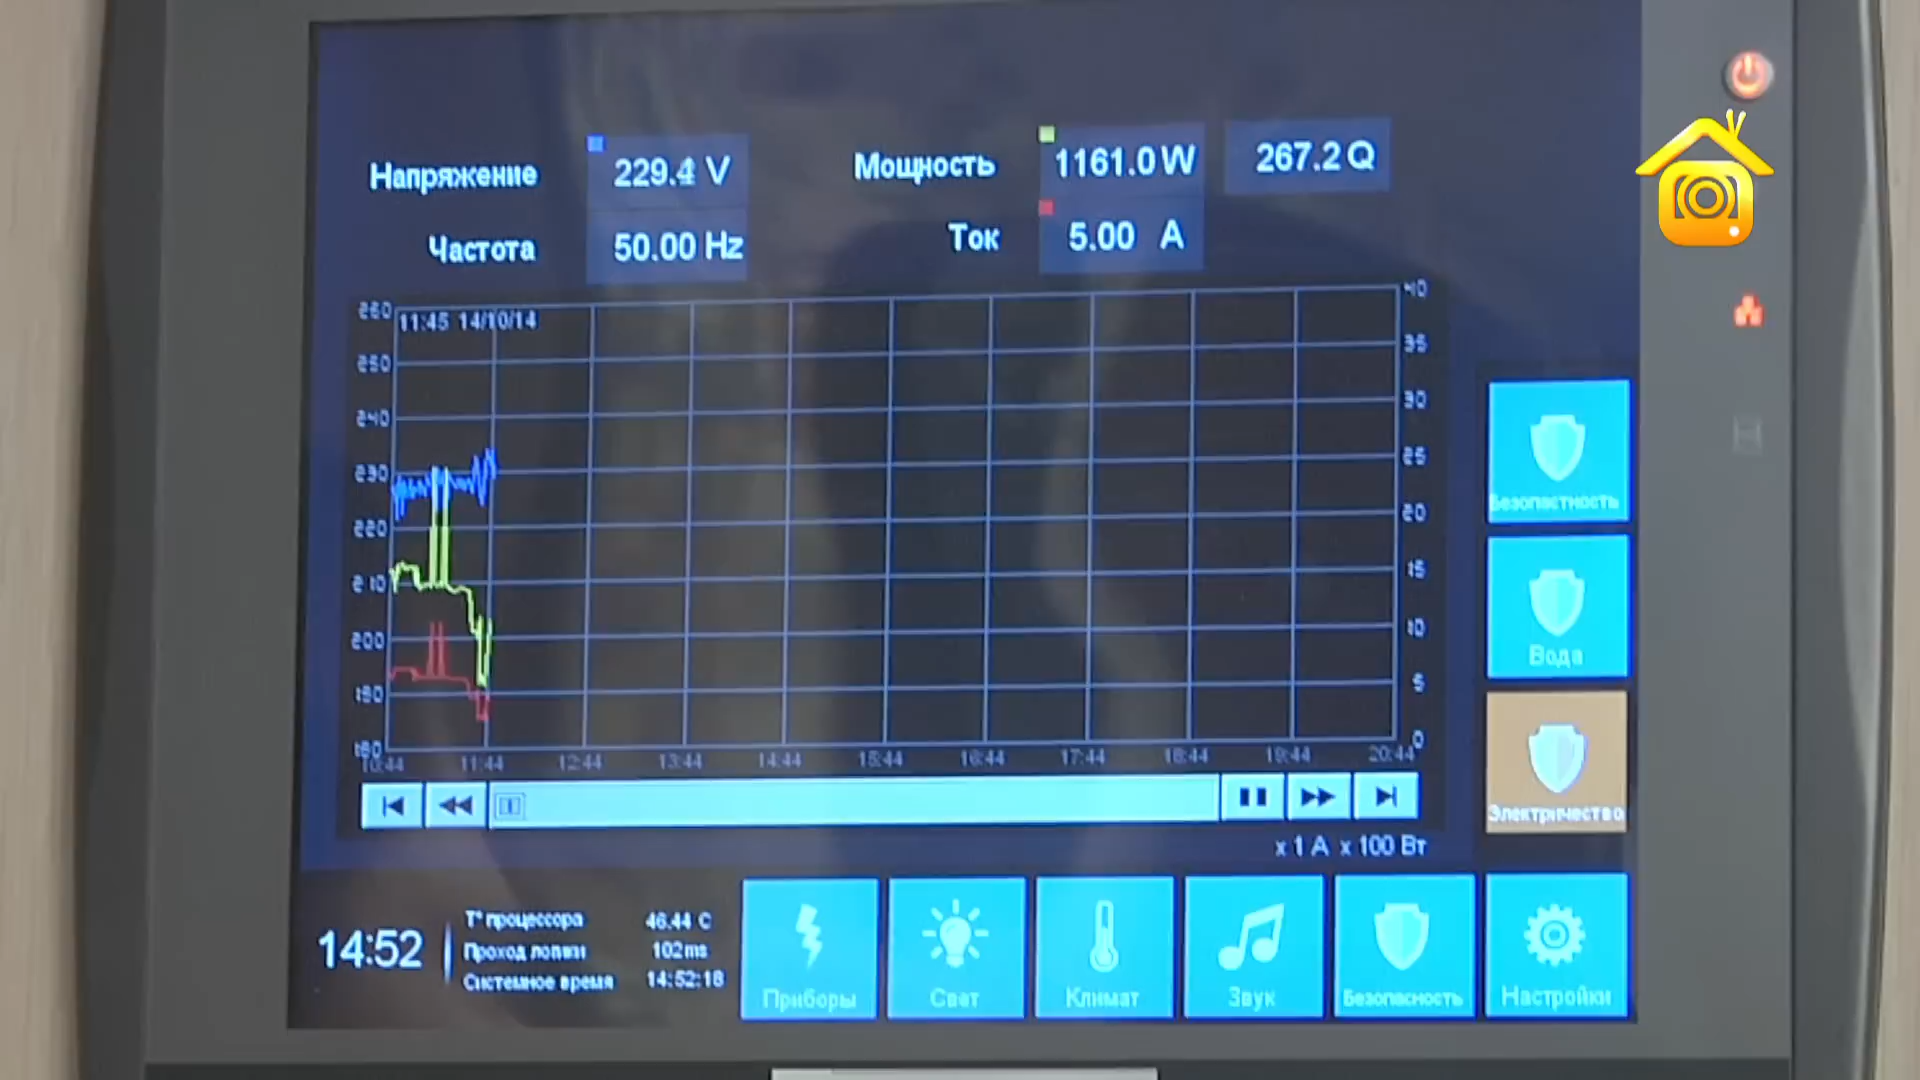 Напряжение 229.4 V Мощность 1161.0 W 267.2 Q
Частота 50.00 Hz Ток 5.00 A
11:45 14/10/14
260 40
250 35
240 30
230 25
220 20
210 15
200 10
190 5
180 0
10:44 11:44 12:44 13:44 14:44 15:44 16:44 17:44 18:44 19:44 20:44
x 1 A x 100 Вт
Безопастность
Вода
Электричество
14:52
T° процессора 46.44 C
Проход логики 102ms
Системное время 14:52:18
Приборы
Свет
Климат
Звук
Безопасность
Настройки